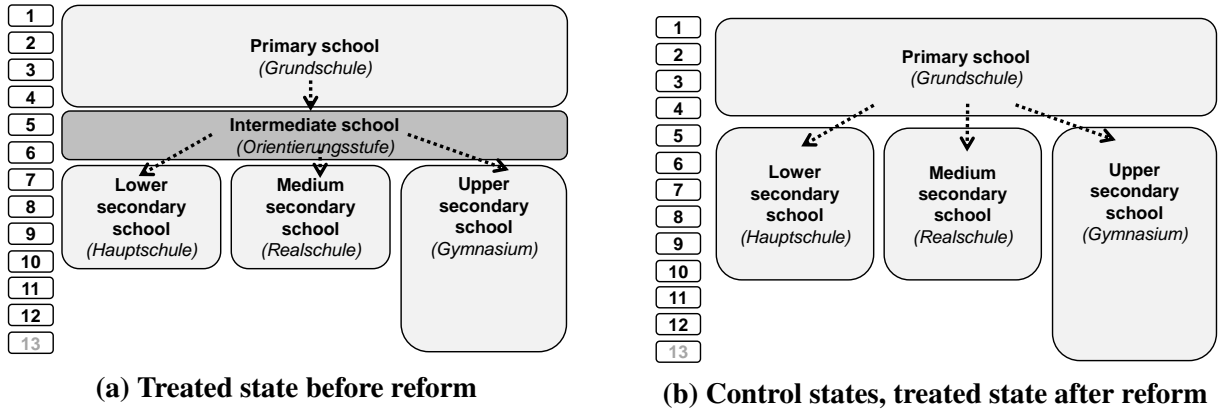 1
2
3
4
5
6
7
8
9
10
11
12
13
Primary school
(Grundschule)
Intermediate school
(Orientierungsstufe)
Lower
secondary
school
(Hauptschule)
Medium
secondary
school
(Realschule)
Upper
secondary
school
(Gymnasium)
(a) Treated state before reform
1
2
3
4
5
6
7
8
9
10
11
12
13
Primary school
(Grundschule)
Lower
secondary
school
(Hauptschule)
Medium
secondary
school
(Realschule)
Upper
secondary
school
(Gymnasium)
(b) Control states, treated state after reform